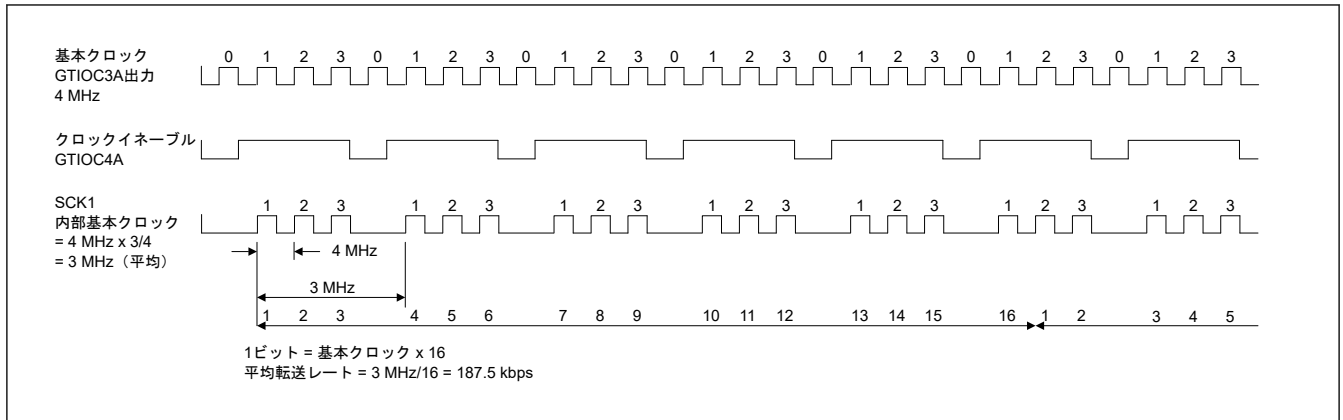 基本クロック
GTIOC3A出力
4 MHz
0 1 2 3 0 1 2 3 0 1 2 3 0 1 2 3 0 1 2 3 0 1 2 3 0 1 2 3
クロックイネーブル
GTIOC4A
SCK1
内部基本クロック
= 4 MHz x 3/4
= 3 MHz（平均）
1 2 3 1 2 3 1 2 3 1 2 3 1 2 3 1 2 3 1 2 3
4 MHz
3 MHz
1 2 3 4 5 6 7 8 9 10 11 12 13 14 15 16 1 2 3 4 5
1ビット = 基本クロック x 16
平均転送レート = 3 MHz/16 = 187.5 kbps